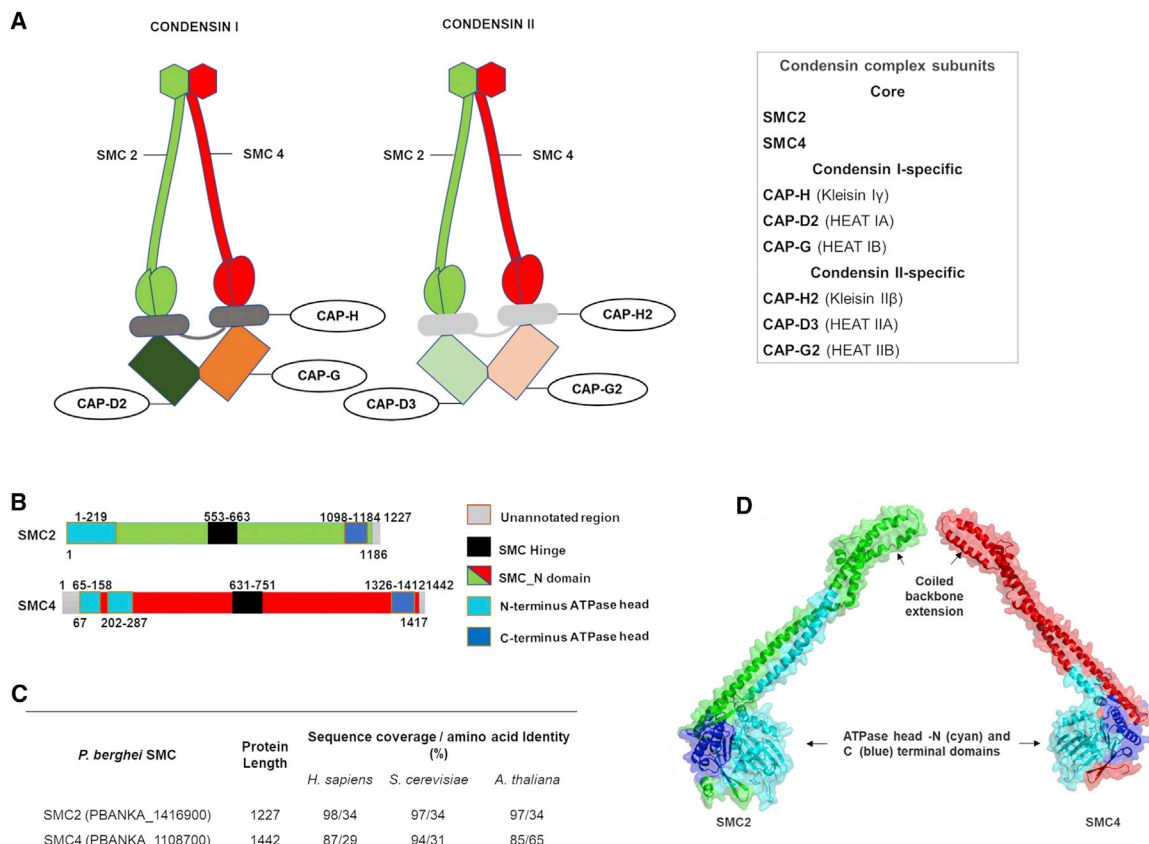 A
CONDENSIN I
CONDENSIN II
SMC 2
SMC 4
SMC 2
SMC 4
CAP-H
CAP-H2
CAP-G
CAP-G2
CAP-D2
CAP-D3
Condensin complex subunits
Core
SMC2
SMC4
Condensin I-specific
CAP-H (Kleisin Iγ)
CAP-D2 (HEAT IA)
CAP-G (HEAT IB)
Condensin II-specific
CAP-H2 (Kleisin IIβ)
CAP-D3 (HEAT IIA)
CAP-G2 (HEAT IIB)
B
1-219 553-663 1098-1184 1227
SMC2
1 1186
1 65-158 631-751 1326-1412 1442
SMC4
67 202-287 1417
Unannotated region
SMC Hinge
SMC_N domain
N-terminus ATPase head
C-terminus ATPase head
C
P. berghei SMC
Protein Length
Sequence coverage / amino acid Identity (%)
H. sapiens S. cerevisiae A. thaliana
SMC2 (PBANKA_1416900) 1227 98/34 97/34 97/34
SMC4 (PBANKA_1108700) 1442 87/29 94/31 85/65
D
Coiled
backbone
extension
ATPase head -N (cyan) and
C (blue) terminal domains
SMC2
SMC4